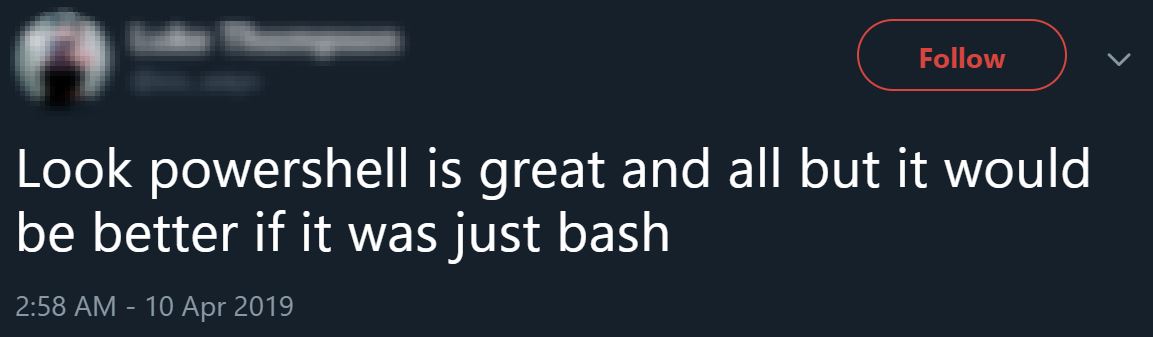 Follow
Look powershell is great and all but it would
be better if it was just bash
2:58 AM - 10 Apr 2019